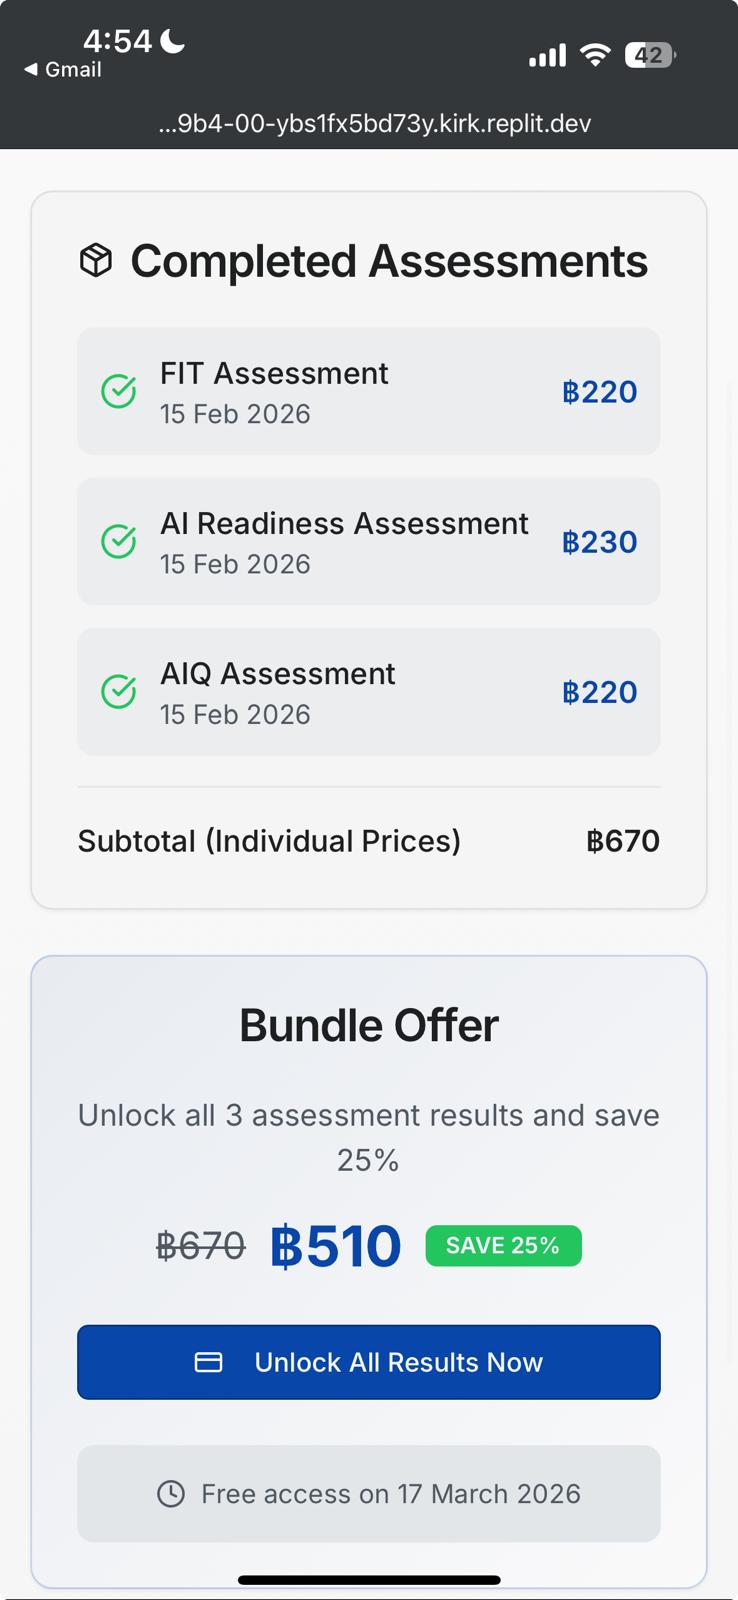 4:54
◀ Gmail
42
...9b4-00-ybs1fx5bd73y.kirk.replit.dev
Completed Assessments
FIT Assessment
15 Feb 2026
฿220
AI Readiness Assessment
15 Feb 2026
฿230
AIQ Assessment
15 Feb 2026
฿220
Subtotal (Individual Prices) ฿670
Bundle Offer
Unlock all 3 assessment results and save
25%
฿670 ฿510 SAVE 25%
Unlock All Results Now
Free access on 17 March 2026